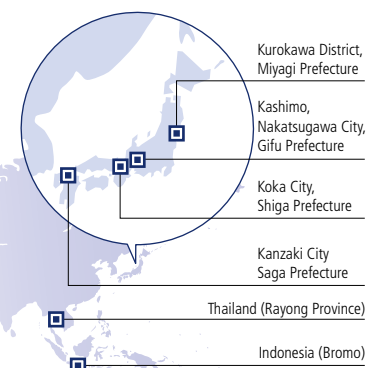 Kurokawa District,
Miyagi Prefecture
Kashimo,
Nakatsugawa City,
Gifu Prefecture
Koka City,
Shiga Prefecture
Kanzaki City
Saga Prefecture
Thailand (Rayong Province)
Indonesia (Bromo)